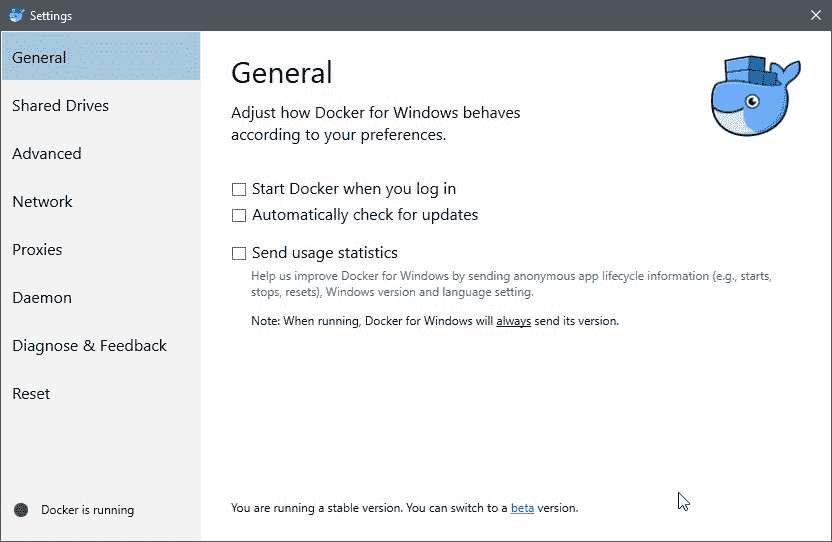 Settings
General
Shared Drives
Advanced
Network
Proxies
Daemon
Diagnose & Feedback
Reset
Docker is running
General
Adjust how Docker for Windows behaves
according to your preferences.
Start Docker when you log in
Automatically check for updates
Send usage statistics
Help us improve Docker for Windows by sending anonymous app lifecycle information (e.g., starts,
stops, resets), Windows version and language setting.
Note: When running, Docker for Windows will always send its version.
You are running a stable version. You can switch to a beta version.